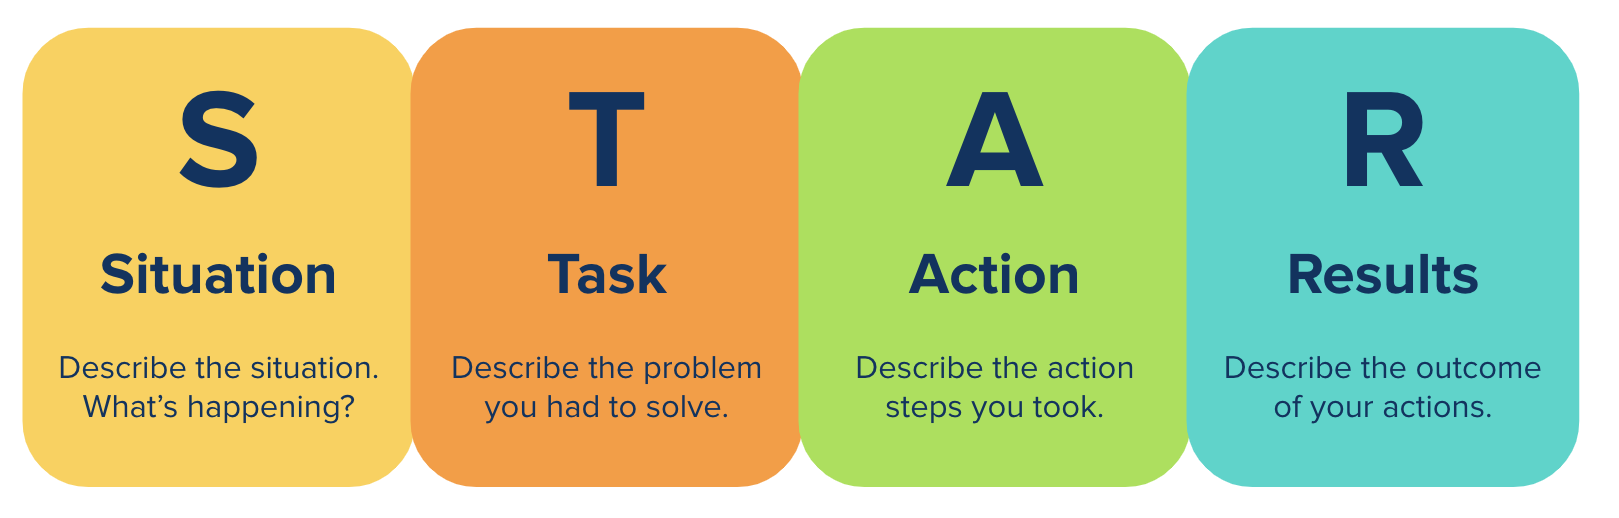 S
Situation
Describe the situation.
What’s happening?
T
Task
Describe the problem
you had to solve.
A
Action
Describe the action
steps you took.
R
Results
Describe the outcome
of your actions.